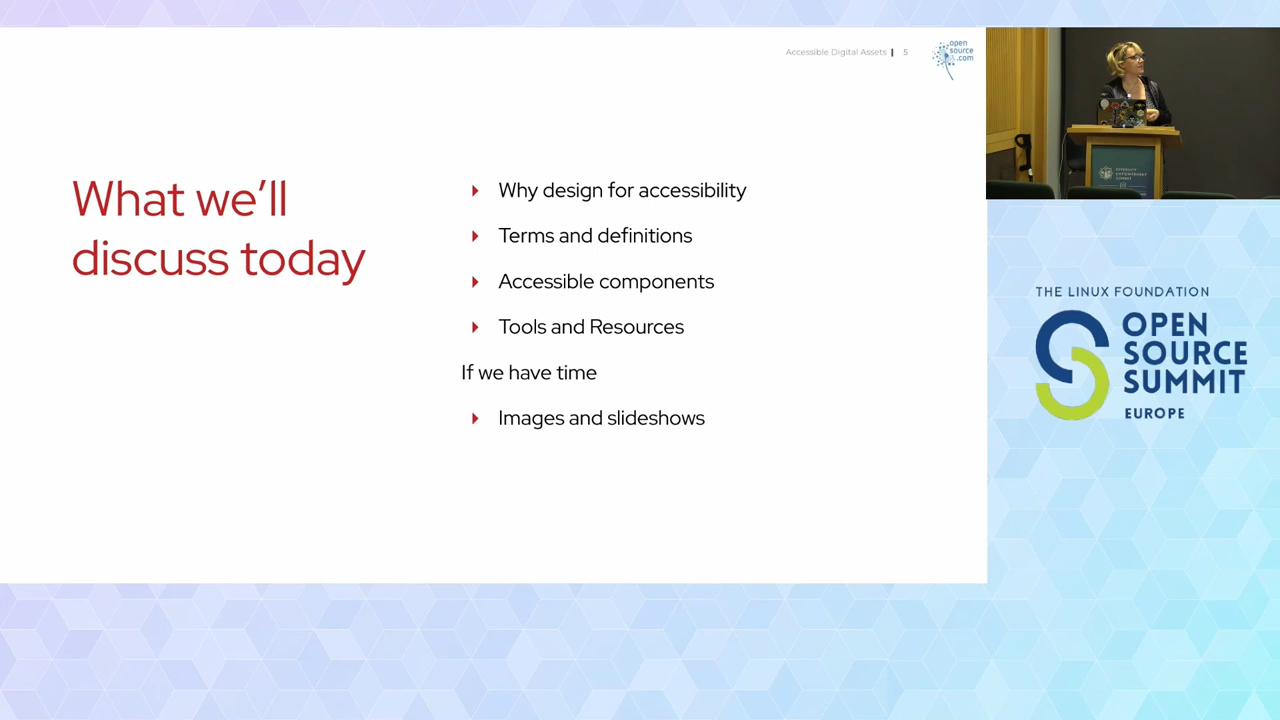 Accessible Digital Assets | 5
open
source
.com
What we'll
discuss today
Why design for accessibility
Terms and definitions
Accessible components
Tools and Resources
If we have time
Images and slideshows
THE LINUX FOUNDATION
OPEN
SOURCE
SUMMIT
EUROPE